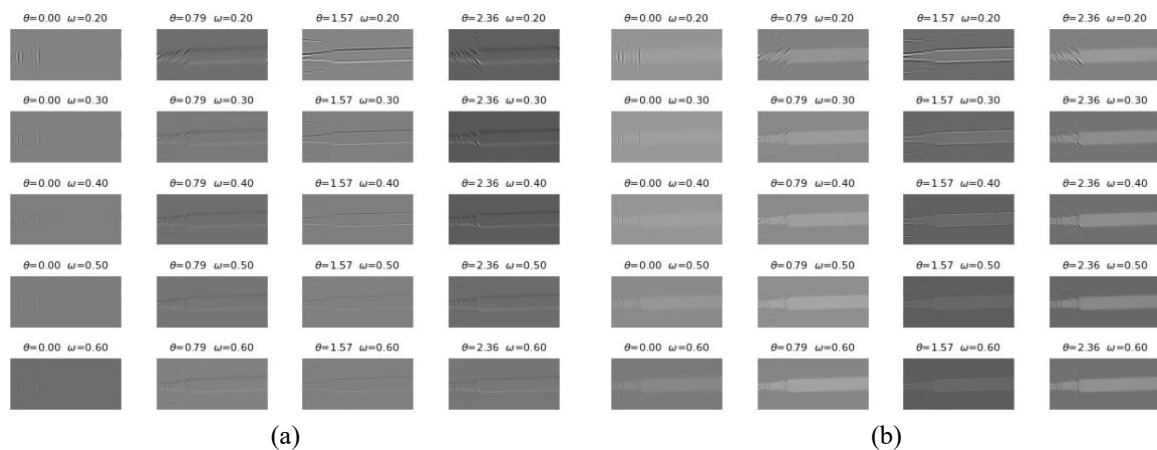 θ=0.00 ω=0.20 θ=0.79 ω=0.20 θ=1.57 ω=0.20 θ=2.36 ω=0.20 θ=0.00 ω=0.20 θ=0.79 ω=0.20 θ=1.57 ω=0.20 θ=2.36 ω=0.20
θ=0.00 ω=0.30 θ=0.79 ω=0.30 θ=1.57 ω=0.30 θ=2.36 ω=0.30 θ=0.00 ω=0.30 θ=0.79 ω=0.30 θ=1.57 ω=0.30 θ=2.36 ω=0.30
θ=0.00 ω=0.40 θ=0.79 ω=0.40 θ=1.57 ω=0.40 θ=2.36 ω=0.40 θ=0.00 ω=0.40 θ=0.79 ω=0.40 θ=1.57 ω=0.40 θ=2.36 ω=0.40
θ=0.00 ω=0.50 θ=0.79 ω=0.50 θ=1.57 ω=0.50 θ=2.36 ω=0.50 θ=0.00 ω=0.50 θ=0.79 ω=0.50 θ=1.57 ω=0.50 θ=2.36 ω=0.50
θ=0.00 ω=0.60 θ=0.79 ω=0.60 θ=1.57 ω=0.60 θ=2.36 ω=0.60 θ=0.00 ω=0.60 θ=0.79 ω=0.60 θ=1.57 ω=0.60 θ=2.36 ω=0.60
(a) (b)